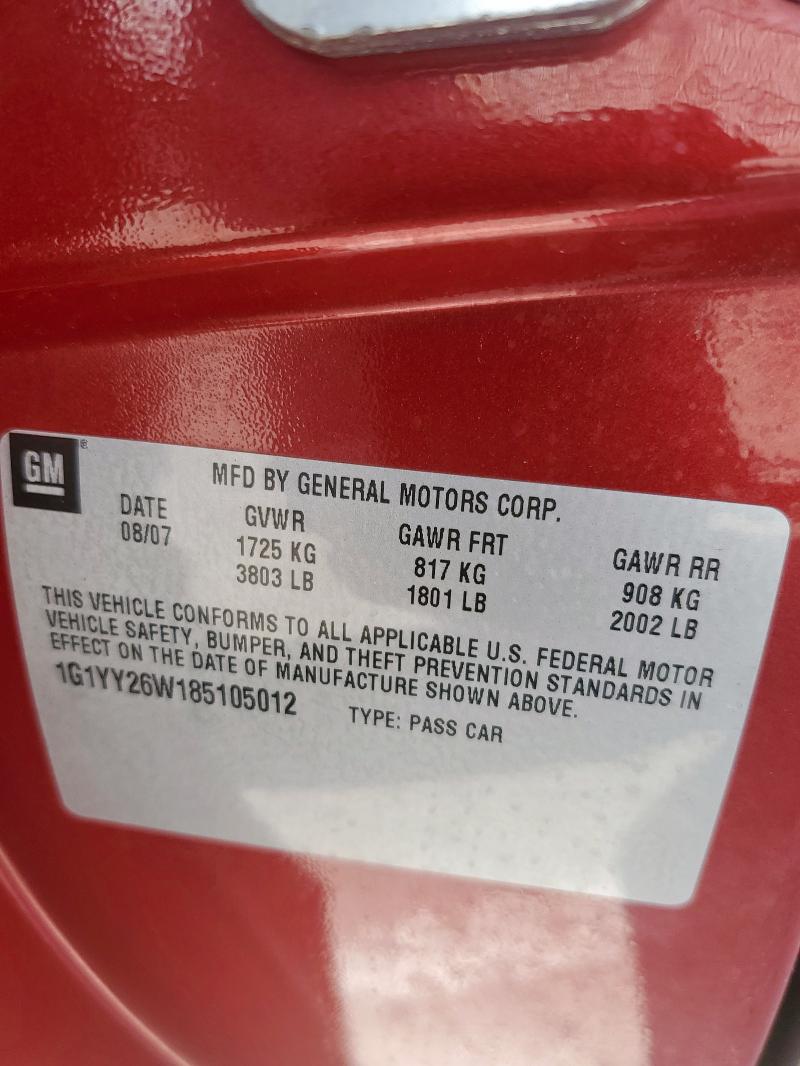 GM®
MFD BY GENERAL MOTORS CORP.
DATE GVWR GAWR FRT GAWR RR
08/07 1725 KG 817 KG 908 KG
3803 LB 1801 LB 2002 LB
THIS VEHICLE CONFORMS TO ALL APPLICABLE U.S. FEDERAL MOTOR
VEHICLE SAFETY, BUMPER, AND THEFT PREVENTION STANDARDS IN
EFFECT ON THE DATE OF MANUFACTURE SHOWN ABOVE.
1G1YY26W185105012 TYPE: PASS CAR